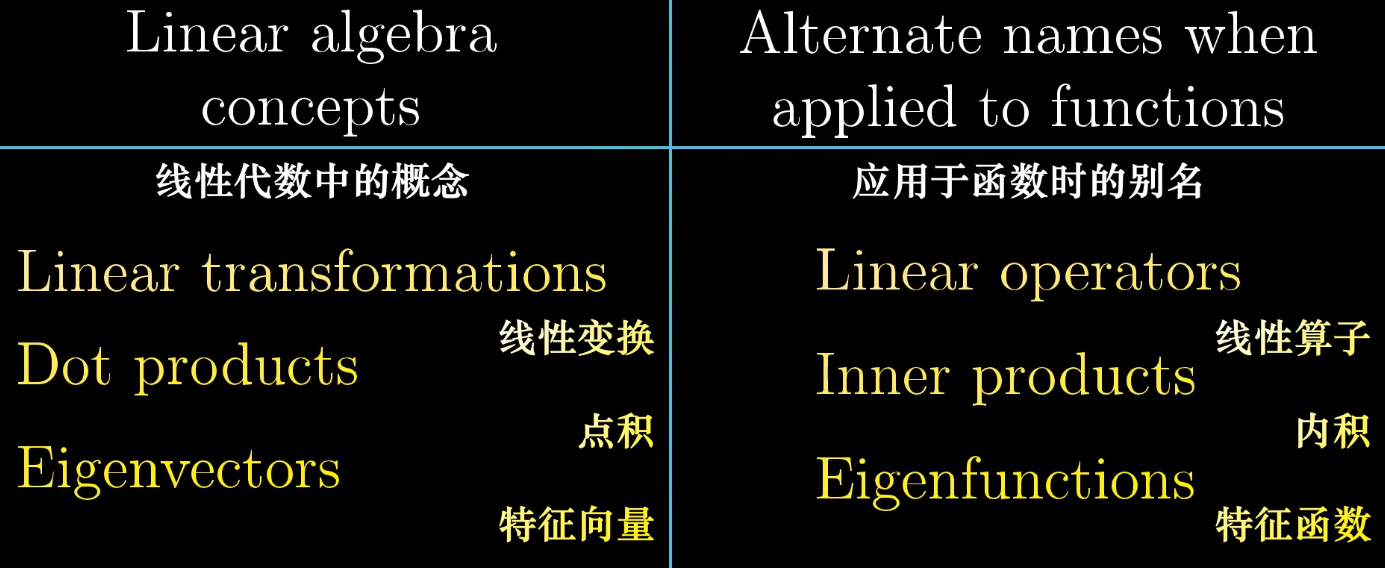 Linear algebra
concepts
线性代数中的概念
Linear transformations
线性变换
Dot products
点积
Eigenvectors
特征向量
Alternate names when
applied to functions
应用于函数时的别名
Linear operators
线性算子
Inner products
内积
Eigenfunctions
特征函数